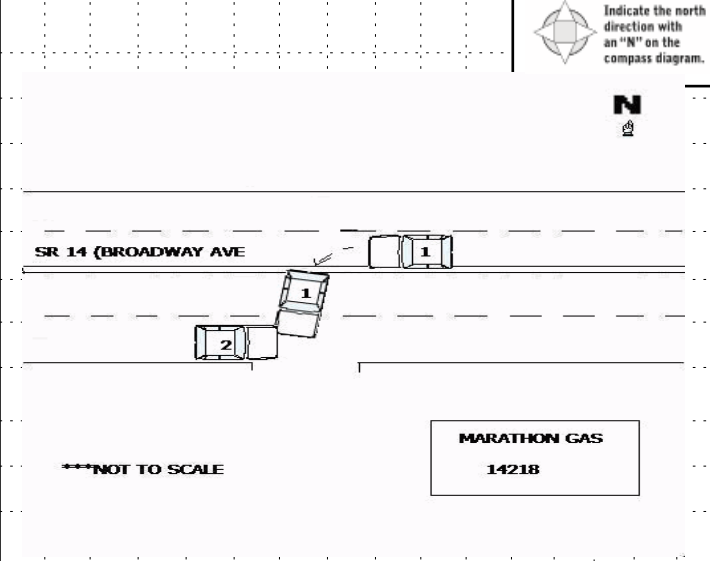 Indicate the north
direction with
an "N" on the
compass diagram.
N
SR 14 (BROADWAY AVE
1
1
2
MARATHON GAS
14218
***NOT TO SCALE